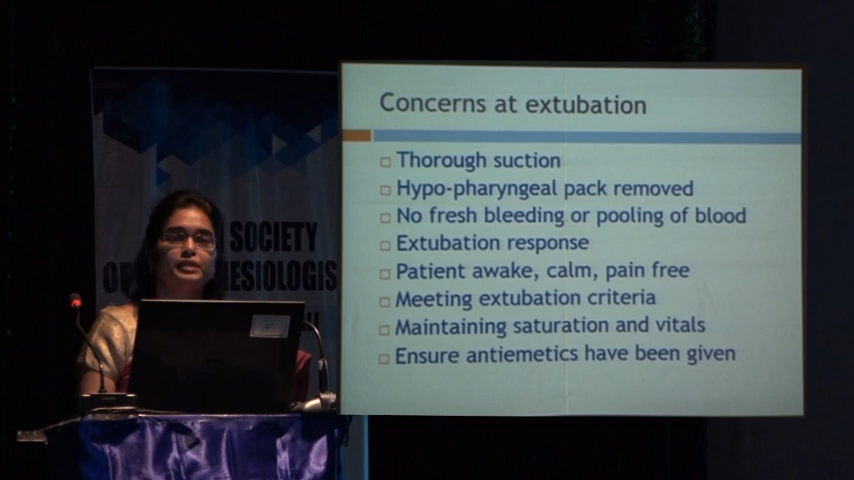 Concerns at extubation
Thorough suction
Hypo-pharyngeal pack removed
No fresh bleeding or pooling of blood
Extubation response
Patient awake, calm, pain free
Meeting extubation criteria
Maintaining saturation and vitals
Ensure antiemetics have been given
SOCIETY